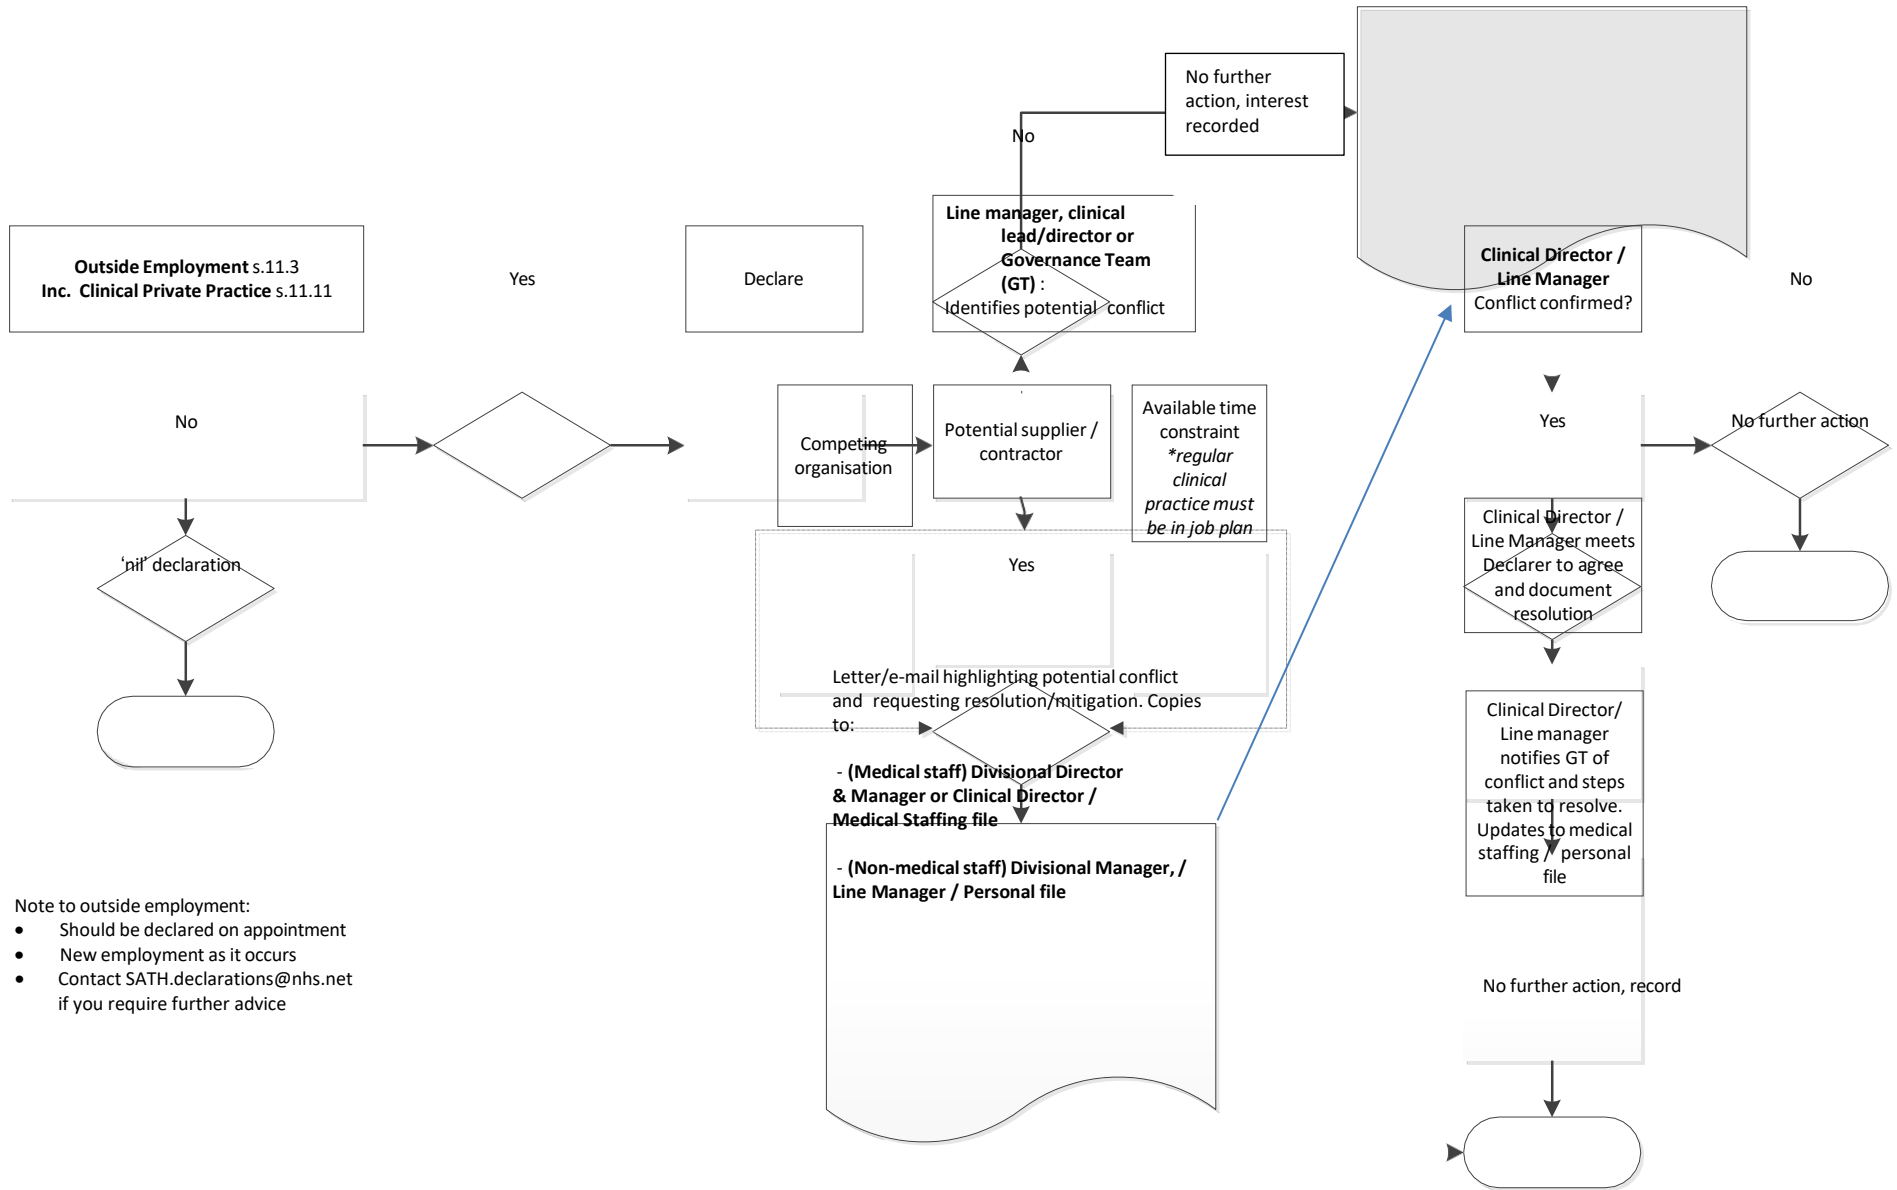 No further
action, interest
recorded
No
Line manager, clinical
lead/director or
Governance Team
(GT) :
Identifies potential conflict
Outside Employment s.11.3
Inc. Clinical Private Practice s.11.11
Yes
Declare
Clinical Director /
Line Manager
Conflict confirmed?
No
No
Competing
organisation
Potential supplier /
contractor
Available time
constraint
*regular
clinical
practice must
be in job plan
Yes
No further action
'nil' declaration
Yes
Clinical Director /
Line Manager meets
Declarer to agree
and document
resolution
Letter/e-mail highlighting potential conflict
and requesting resolution/mitigation. Copies
to:
- (Medical staff) Divisional Director
& Manager or Clinical Director /
Medical Staffing file
- (Non-medical staff) Divisional Manager, /
Line Manager / Personal file
Clinical Director/
Line manager
notifies GT of
conflict and steps
taken to resolve.
Updates to medical
staffing / personal
file
Note to outside employment:
• Should be declared on appointment
• New employment as it occurs
• Contact SATH.declarations@nhs.net
if you require further advice
No further action, record